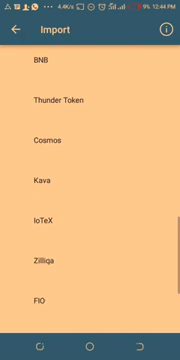 4.4K/s 9% 12:44 PM
Import
BNB
Thunder Token
Cosmos
Kava
IoTeX
Zilliqa
FIO